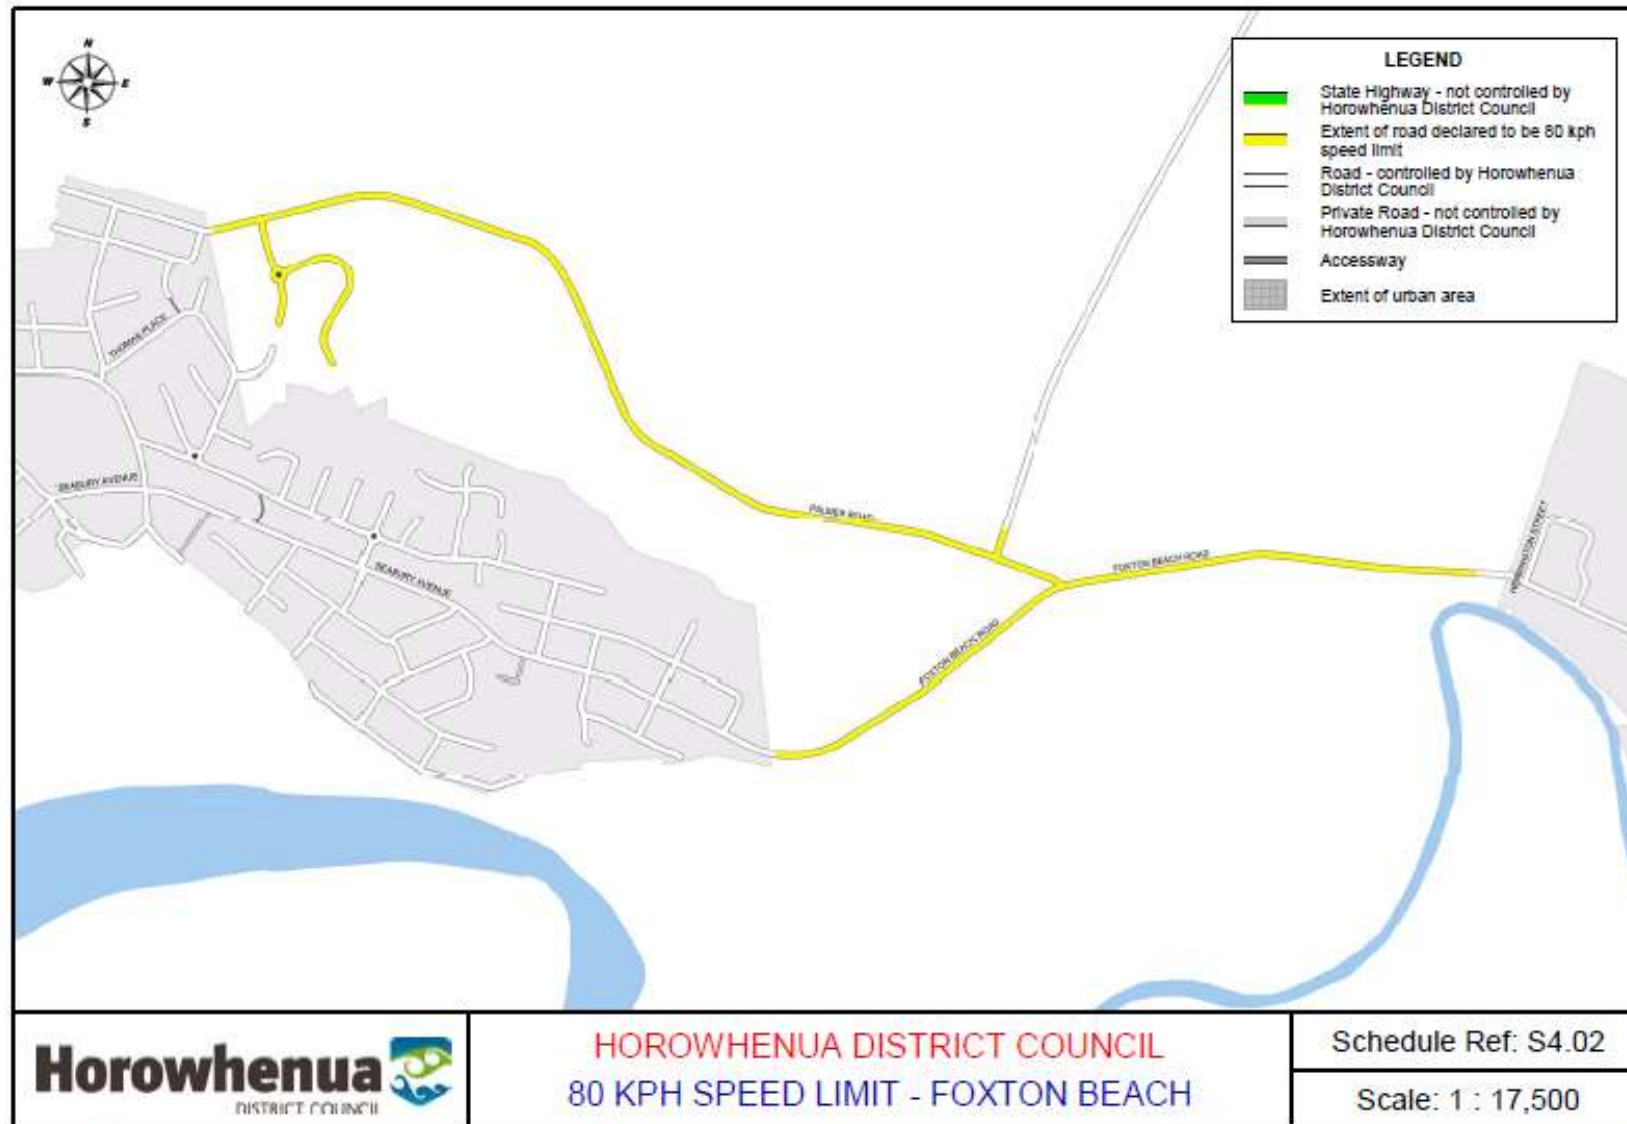 N
W E
S
LEGEND
State Highway - not controlled by
Horowhenua District Council
Extent of road declared to be 80 kph
speed limit
Road - controlled by Horowhenua
District Council
Private Road - not controlled by
Horowhenua District Council
Accessway
Extent of urban area
THOMAS PLACE
SEABURY AVENUE
SEABURY AVENUE
PALMER ROAD
FOXTON BEACH ROAD
FOXTON BEACH ROAD
Horowhenua
DISTRICT COUNCIL
HOROWHENUA DISTRICT COUNCIL
80 KPH SPEED LIMIT - FOXTON BEACH
Schedule Ref: S4.02
Scale: 1 : 17,500
STREET